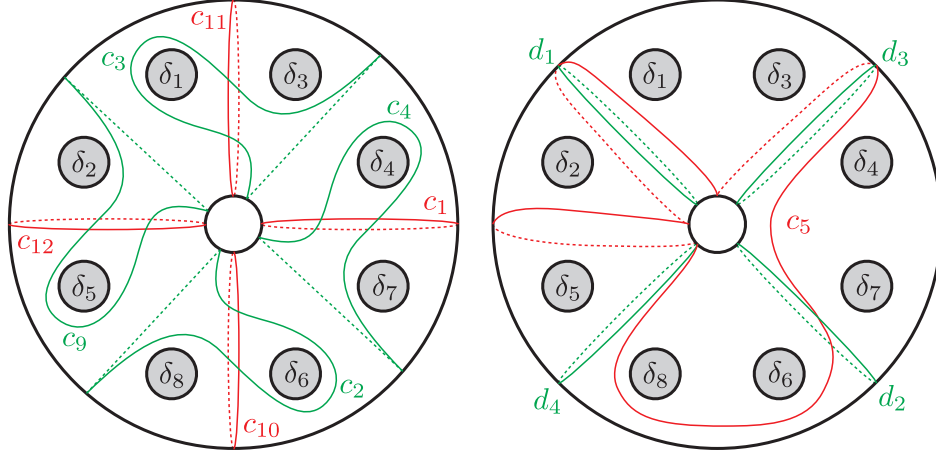 c₁₁
c₃
δ₁
δ₃
c₄
δ₂
δ₄
c₁
c₁₂
δ₅
δ₇
c₉
δ₈
δ₆
c₂
c₁₀
d₁
δ₁
δ₃
d₃
δ₂
δ₄
c₅
δ₅
δ₇
δ₈
δ₆
d₄
d₂